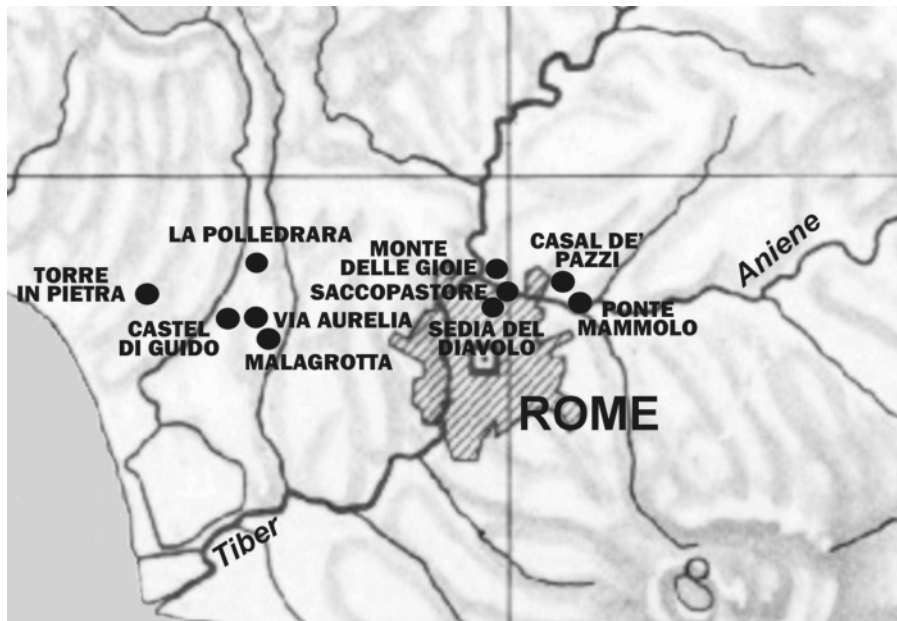 LA POLLEDRARA
MONTE
DELLE GIOIE
CASAL DE'
PAZZI
Aniene
TORRE
IN PIETRA
SACCOPASTORE
CASTEL
DI GUIDO
VIA AURELIA
SEDIA DEL
DIAVOLO
PONTE
MAMMOLO
MALAGROTTA
ROME
Tiber